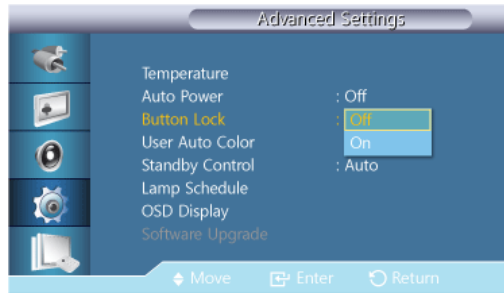 Advanced Settings
Temperature
Auto Power : Off
Button Lock : Off
On
User Auto Color
Standby Control : Auto
Lamp Schedule
OSD Display
Software Upgrade
Move Enter Return